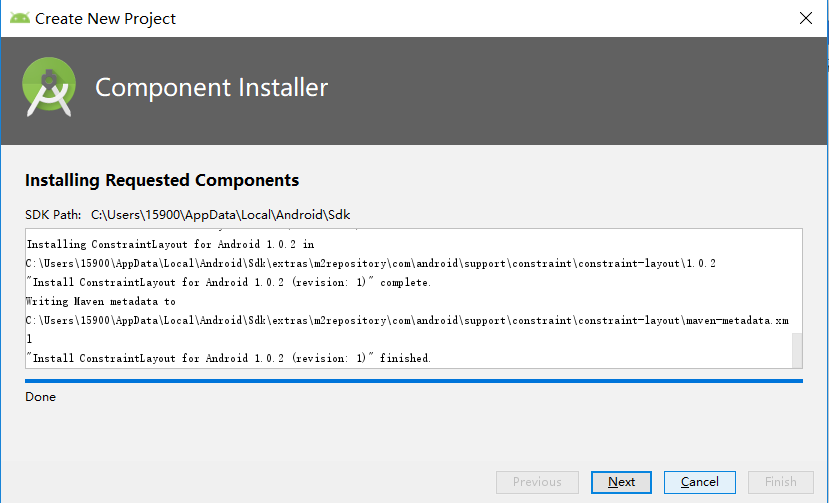 Create New Project
Component Installer
Installing Requested Components
SDK Path: C:\Users\15900\AppData\Local\Android\Sdk
Installing ConstraintLayout for Android 1.0.2 in
C:\Users\15900\AppData\Local\Android\Sdk\extras\m2repository\com\android\support\constraint\constraint-layout\1.0.2
"Install ConstraintLayout for Android 1.0.2 (revision: 1)" complete.
Writing Maven metadata to
C:\Users\15900\AppData\Local\Android\Sdk\extras\m2repository\com\android\support\constraint\constraint-layout\maven-metadata.xm
l
"Install ConstraintLayout for Android 1.0.2 (revision: 1)" finished.
Done
Previous Next Cancel Finish